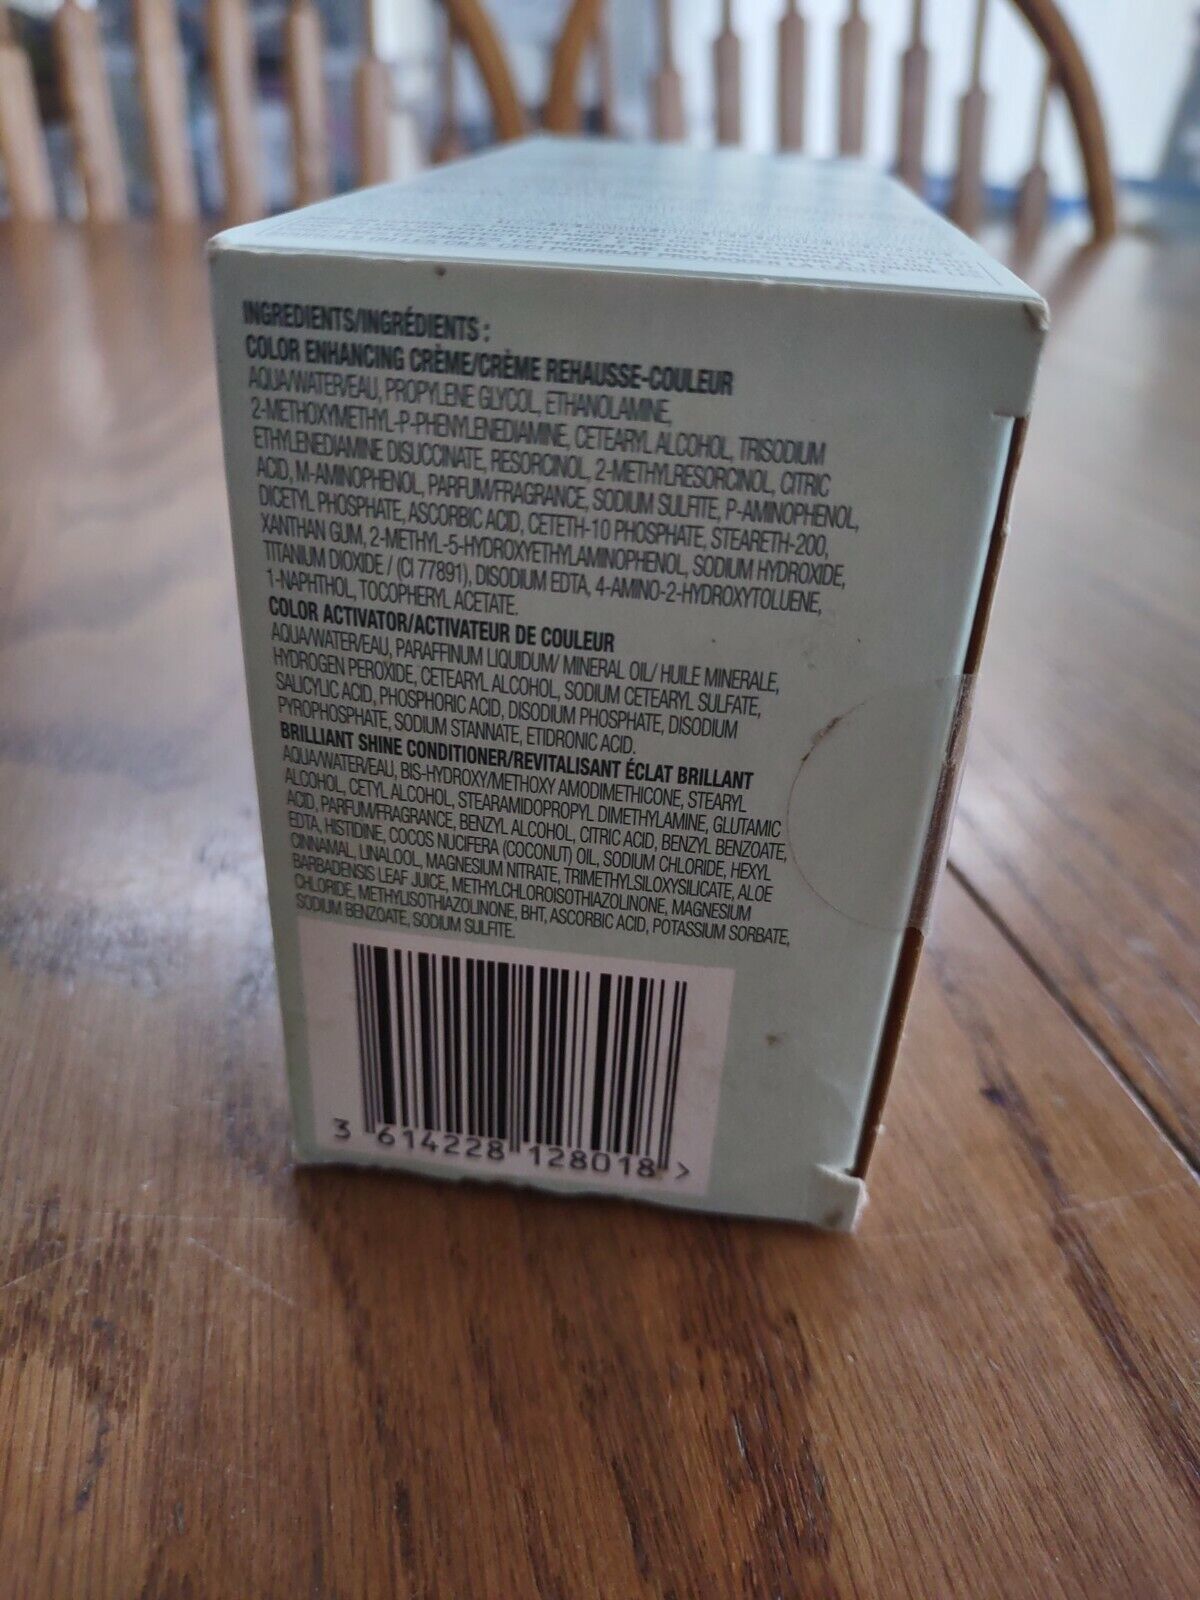 INGREDIENTS/INGRÉDIENTS :
COLOR ENHANCING CRÈME/CRÈME REHAUSSE-COULEUR
AQUA/WATER/EAU, PROPYLENE GLYCOL, ETHANOLAMINE,
2-METHOXYMETHYL-P-PHENYLENEDIAMINE, CETEARYL ALCOHOL, TRISODIUM
ETHYLENEDIAMINE DISUCCINATE, RESORCINOL, 2-METHYLRESORCINOL, CITRIC
ACID, M-AMINOPHENOL, PARFUM/FRAGRANCE, SODIUM SULFITE, P-AMINOPHENOL,
DICETYL PHOSPHATE, ASCORBIC ACID, CETETH-10 PHOSPHATE, STEARETH-200,
XANTHAN GUM, 2-METHYL-5-HYDROXYETHYLAMINOPHENOL, SODIUM HYDROXIDE,
TITANIUM DIOXIDE / (CI 77891), DISODIUM EDTA, 4-AMINO-2-HYDROXYTOLUENE,
1-NAPHTHOL, TOCOPHERYL ACETATE.
COLOR ACTIVATOR/ACTIVATEUR DE COULEUR
AQUA/WATER/EAU, PARAFFINUM LIQUIDUM/ MINERAL OIL/ HUILE MINERALE,
HYDROGEN PEROXIDE, CETEARYL ALCOHOL, SODIUM CETEARYL SULFATE,
SALICYLIC ACID, PHOSPHORIC ACID, DISODIUM PHOSPHATE, DISODIUM
PYROPHOSPHATE, SODIUM STANNATE, ETIDRONIC ACID.
BRILLIANT SHINE CONDITIONER/REVITALISANT ÉCLAT BRILLANT
AQUA/WATER/EAU, BIS-HYDROXY/METHOXY AMODIMETHICONE, STEARYL
ALCOHOL, CETYL ALCOHOL, STEARAMIDOPROPYL DIMETHYLAMINE, GLUTAMIC
ACID, PARFUM/FRAGRANCE, BENZYL ALCOHOL, CITRIC ACID, BENZYL BENZOATE,
EDTA, HISTIDINE, COCOS NUCIFERA (COCONUT) OIL, SODIUM CHLORIDE, HEXYL
CINNAMAL, LINALOOL, MAGNESIUM NITRATE, TRIMETHYLSILOXYSILICATE, ALOE
BARBADENSIS LEAF JUICE, METHYLCHLOROISOTHIAZOLINONE, MAGNESIUM
CHLORIDE, METHYLISOTHIAZOLINONE, BHT, ASCORBIC ACID, POTASSIUM SORBATE,
SODIUM BENZOATE, SODIUM SULFITE.
3 614228 128018 >